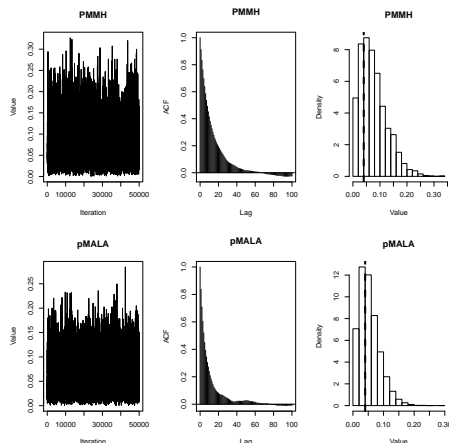 PMMH
Value
0.00 0.05 0.10 0.15 0.20 0.25 0.30
0 10000 30000 50000
Iteration
PMMH
ACF
0.0 0.2 0.4 0.6 0.8 1.0
0 20 40 60 80 100
Lag
PMMH
Density
0 2 4 6 8
0.00 0.10 0.20 0.30
Value
pMALA
Value
0.00 0.05 0.10 0.15 0.20 0.25
0 10000 30000 50000
Iteration
pMALA
ACF
0.0 0.2 0.4 0.6 0.8 1.0
0 20 40 60 80 100
Lag
pMALA
Density
0 2 4 6 8 10 12
0.00 0.10 0.20 0.30
Value